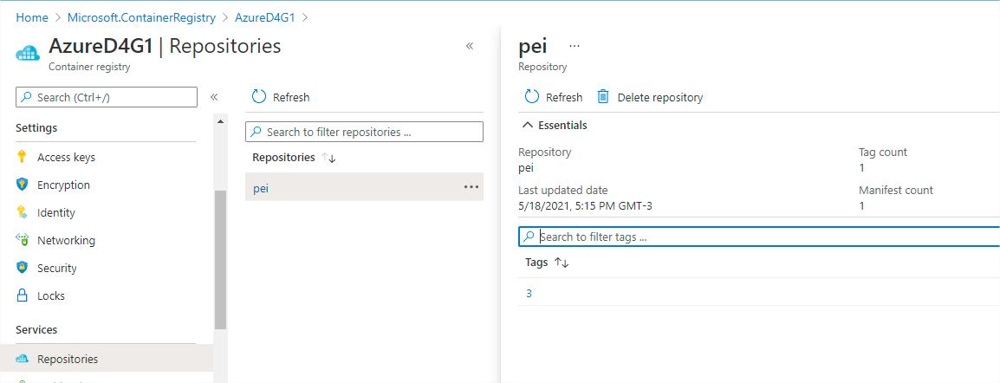 Home > Microsoft.ContainerRegistry > AzureD4G1 >
AzureD4G1 | Repositories
Container registry
«
Search (Ctrl+/)
«
Settings
Access keys
Encryption
Identity
Networking
Security
Locks
Services
Repositories
Refresh
Search to filter repositories ...
Repositories ↑↓
pei ...
pei ...
Repository
Refresh
Delete repository
Essentials
Repository
pei
Tag count
1
Last updated date
5/18/2021, 5:15 PM GMT-3
Manifest count
1
Search to filter tags ...
Tags ↑↓
3